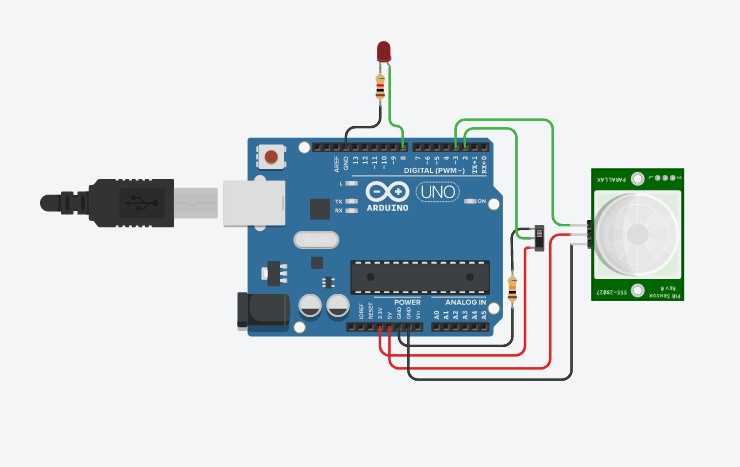 AREF
GND
13
12
~11
~10
~9
8
7
~6
~5
4
~3
2
TX→1
RX←0
DIGITAL (PWM~)
L
TX
RX
ARDUINO
UNO
ON
POWER
ANALOG IN
IOREF
RESET
3.3V
5V
GND
GND
Vin
A0
A1
A2
A3
A4
A5
PARALLAX
PIR Sensor
Rev B
555-28027